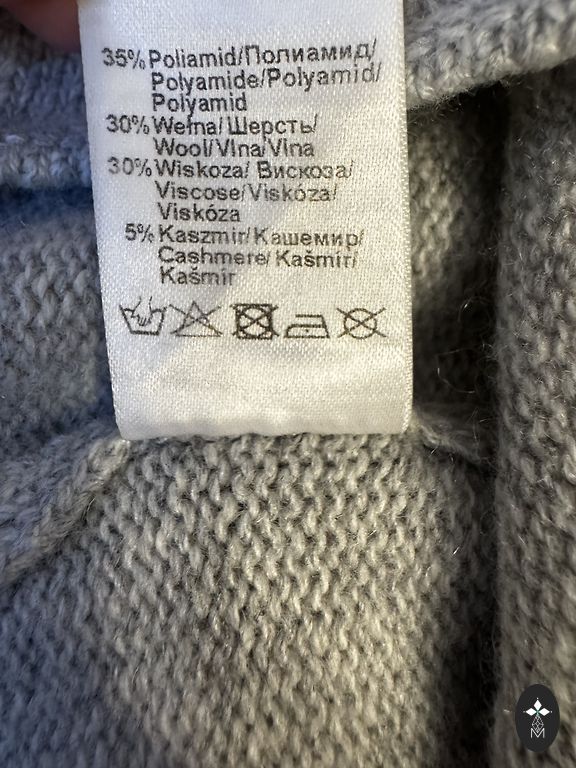 35% Poliamid/Полиамид/
Polyamide/Polyamid/
Polyamid
30% Wełna/Шерсть/
Wool/Vlna/Vlna
30% Wiskoza/ Вискоза/
Viscose/Viskóza/
Viskóza
5% Kaszmir/Кашемир/
Cashmere/Kašmír/
Kašmír
M